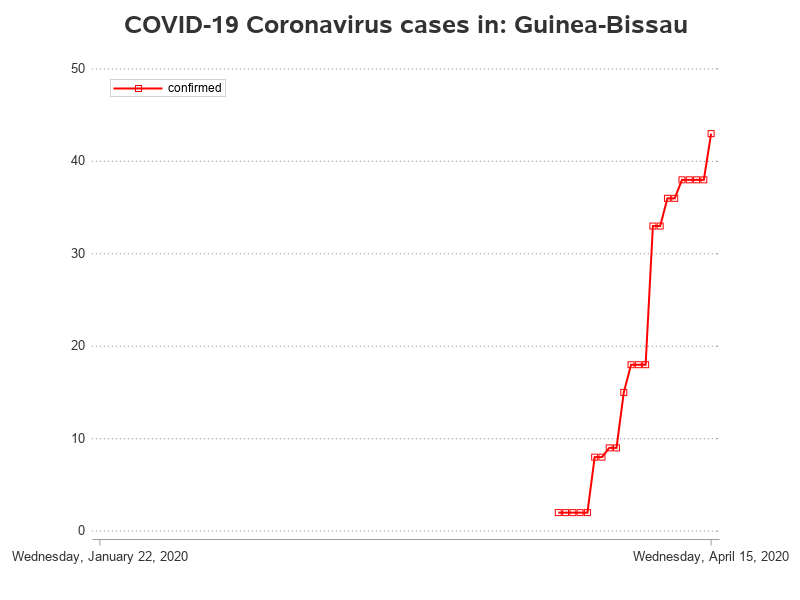 COVID-19 Coronavirus cases in: Guinea-Bissau
50
confirmed
40
30
20
10
0
Wednesday, January 22, 2020 Wednesday, April 15, 2020